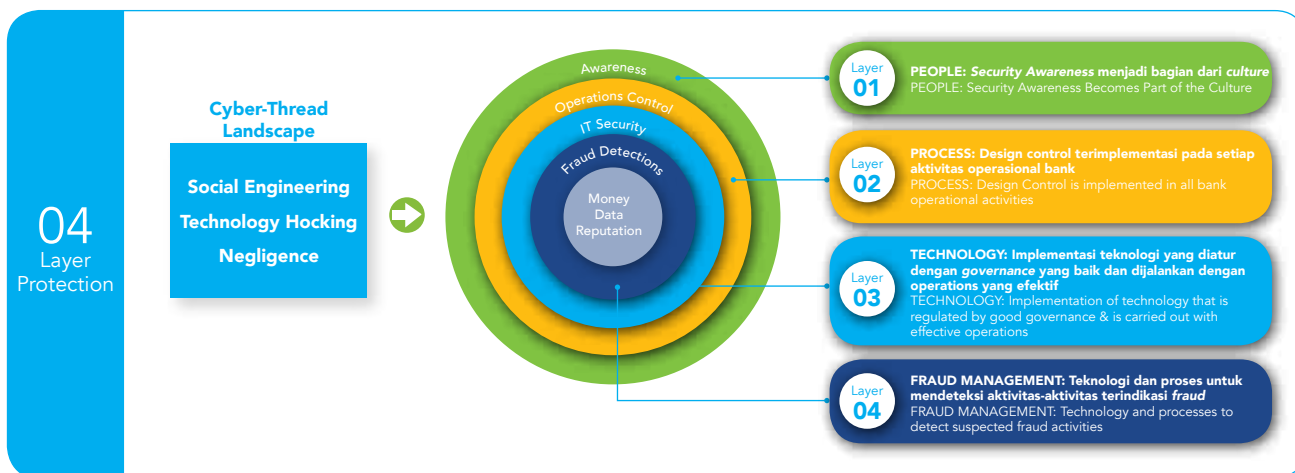 04
Layer
Protection
Cyber-Thread
Landscape
Social Engineering
Technology Hocking
Negligence
Awareness
Operations Control
IT Security
Fraud Detections
Money
Data
Reputation
Layer
01
PEOPLE: Security Awareness menjadi bagian dari culture
PEOPLE: Security Awareness Becomes Part of the Culture
Layer
02
PROCESS: Design control terimplementasi pada setiap
aktivitas operasional bank
PROCESS: Design Control is implemented in all bank
operational activities
Layer
03
TECHNOLOGY: Implementasi teknologi yang diatur
dengan governance yang baik dan dijalankan dengan
operations yang efektif
TECHNOLOGY: Implementation of technology that is
regulated by good governance & is carried out with
effective operations
Layer
04
FRAUD MANAGEMENT: Teknologi dan proses untuk
mendeteksi aktivitas-aktivitas terindikasi fraud
FRAUD MANAGEMENT: Technology and processes to
detect suspected fraud activities